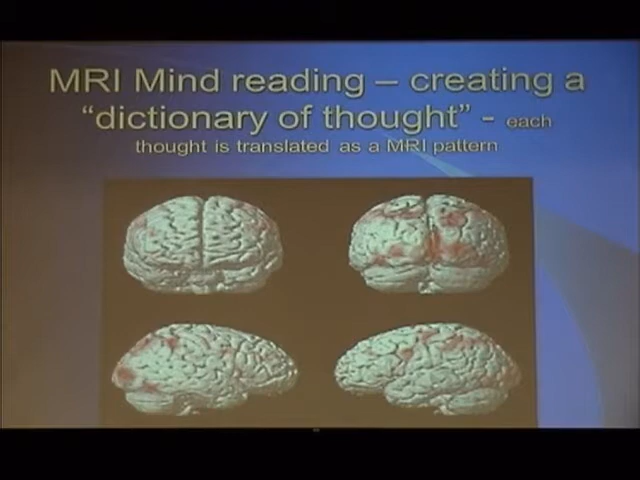 MRI Mind reading – creating a
“dictionary of thought” - each
thought is translated as a MRI pattern